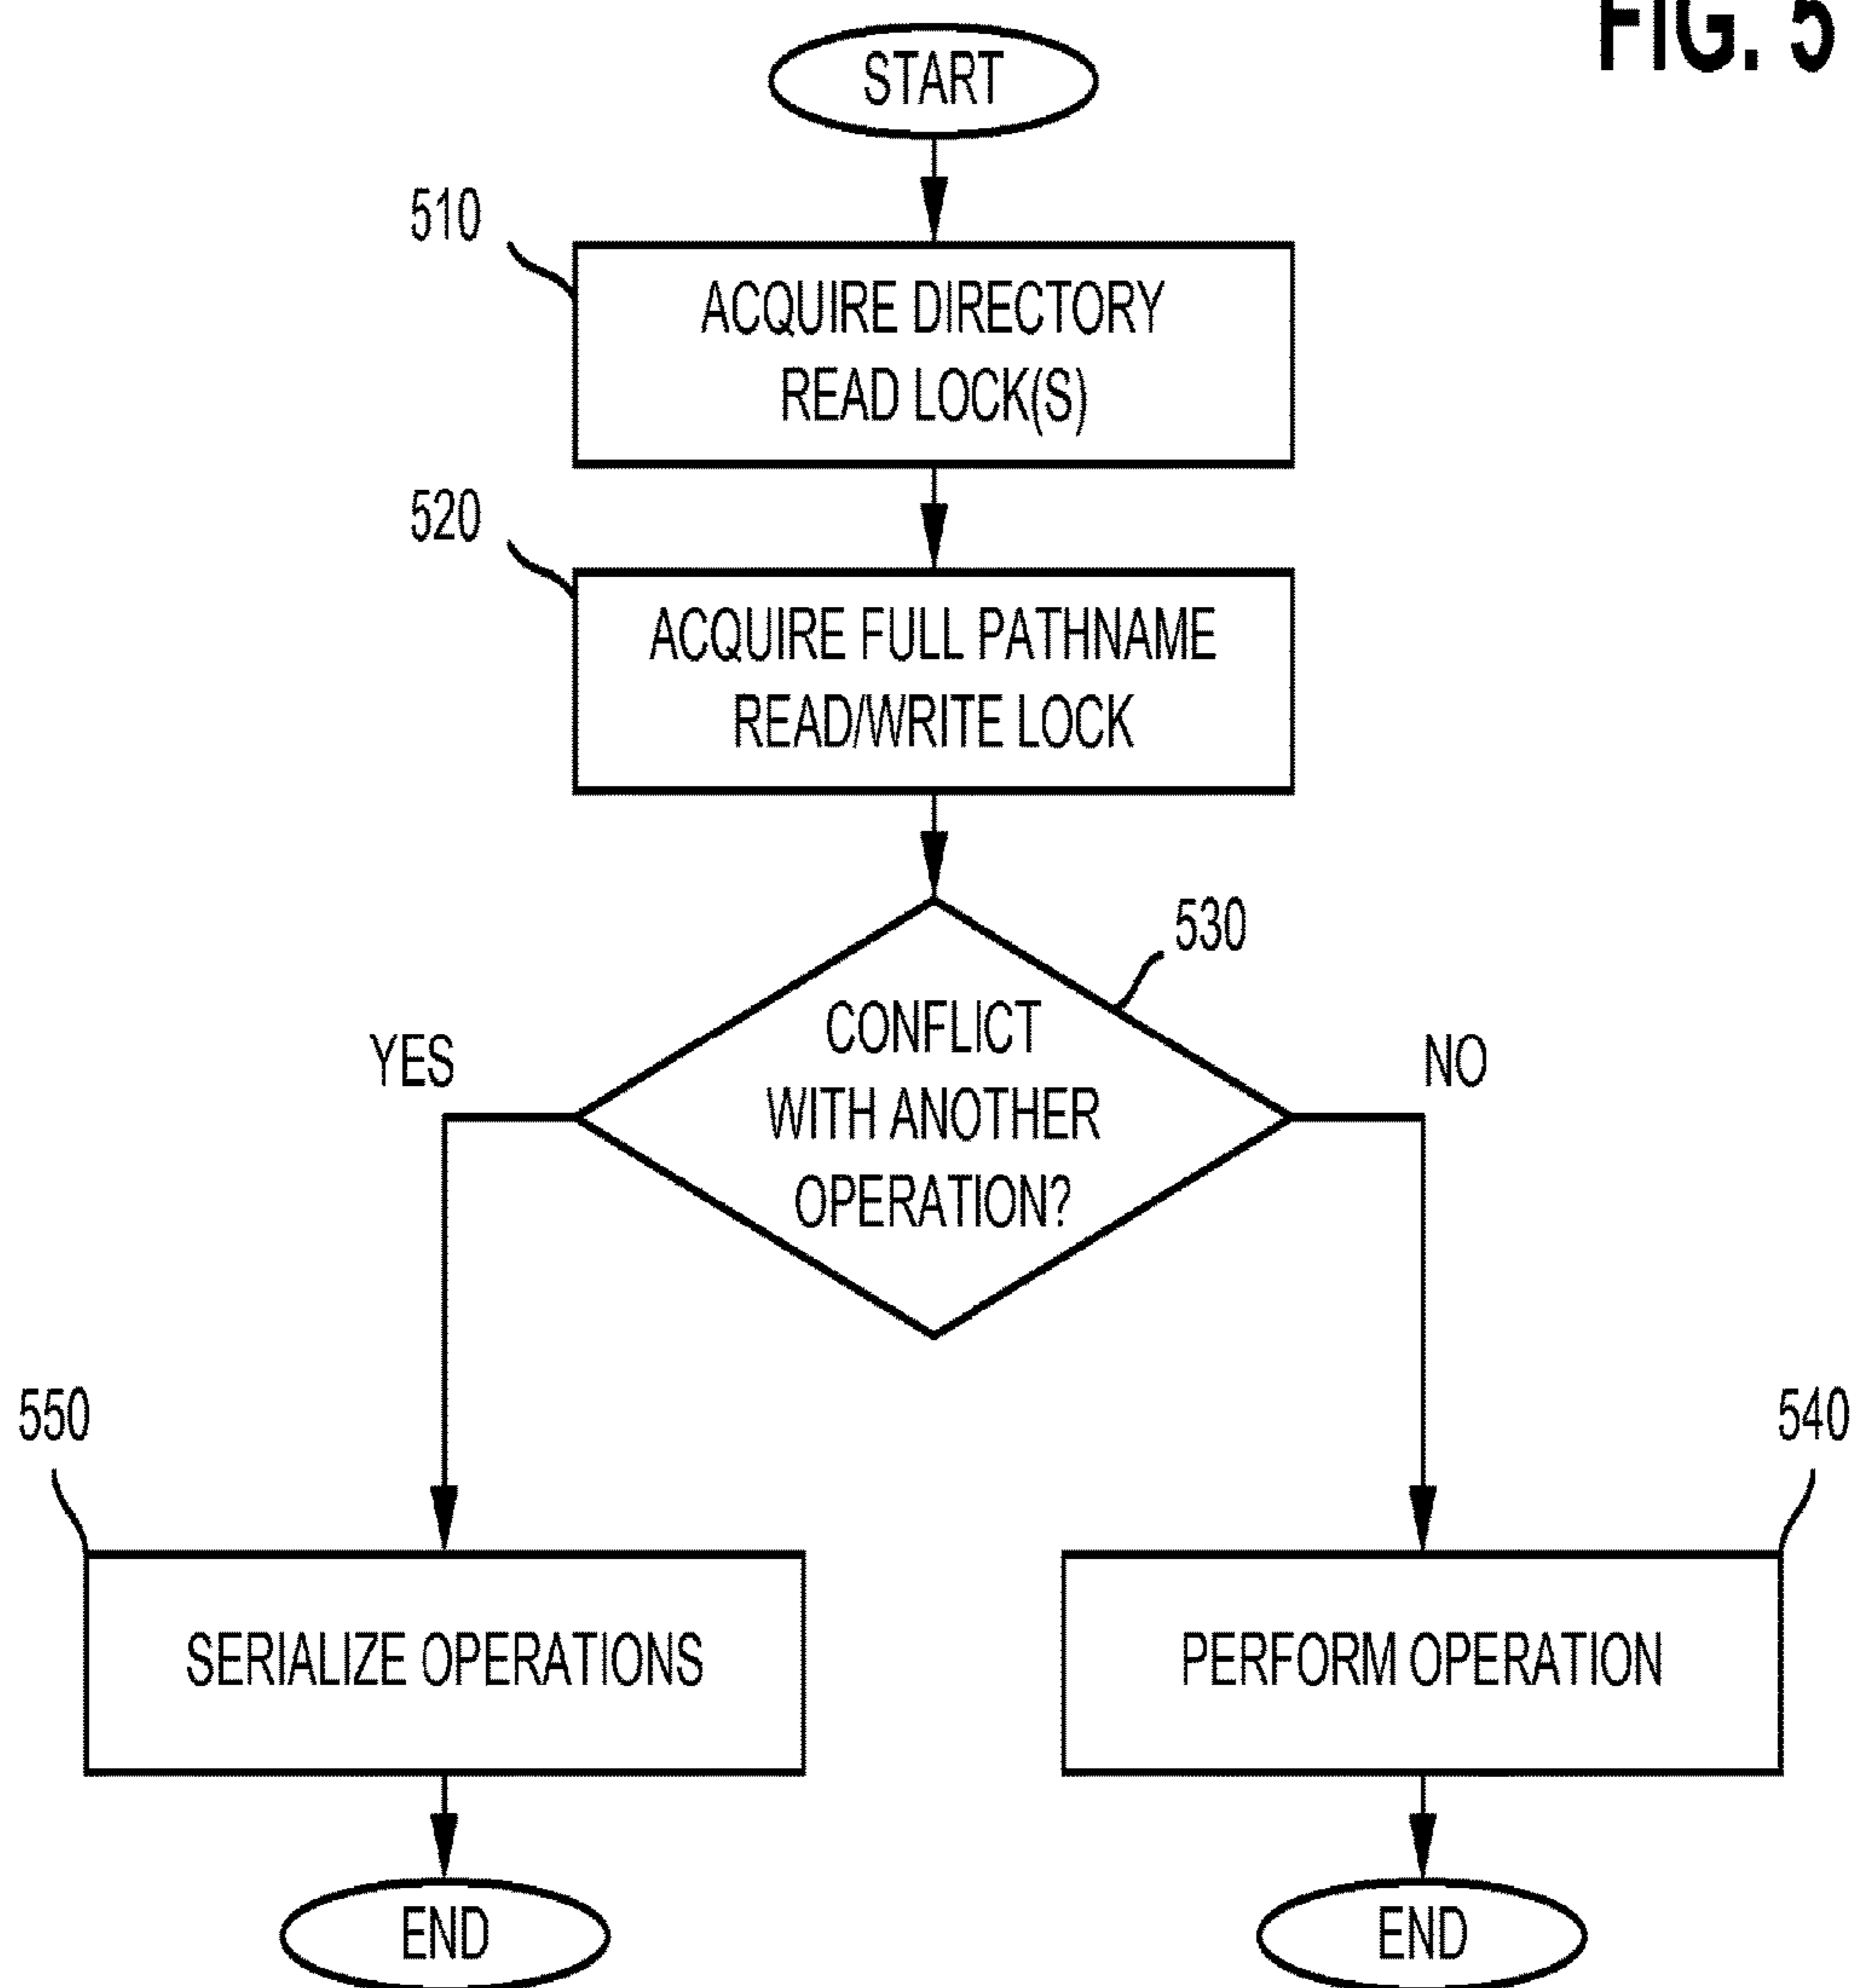 FIG. 5
START
510
ACQUIRE DIRECTORY
READ LOCK(S)
520
ACQUIRE FULL PATHNAME
READ/WRITE LOCK
530
CONFLICT
WITH ANOTHER
OPERATION?
YES
NO
550
540
SERIALIZE OPERATIONS
PERFORM OPERATION
END
END